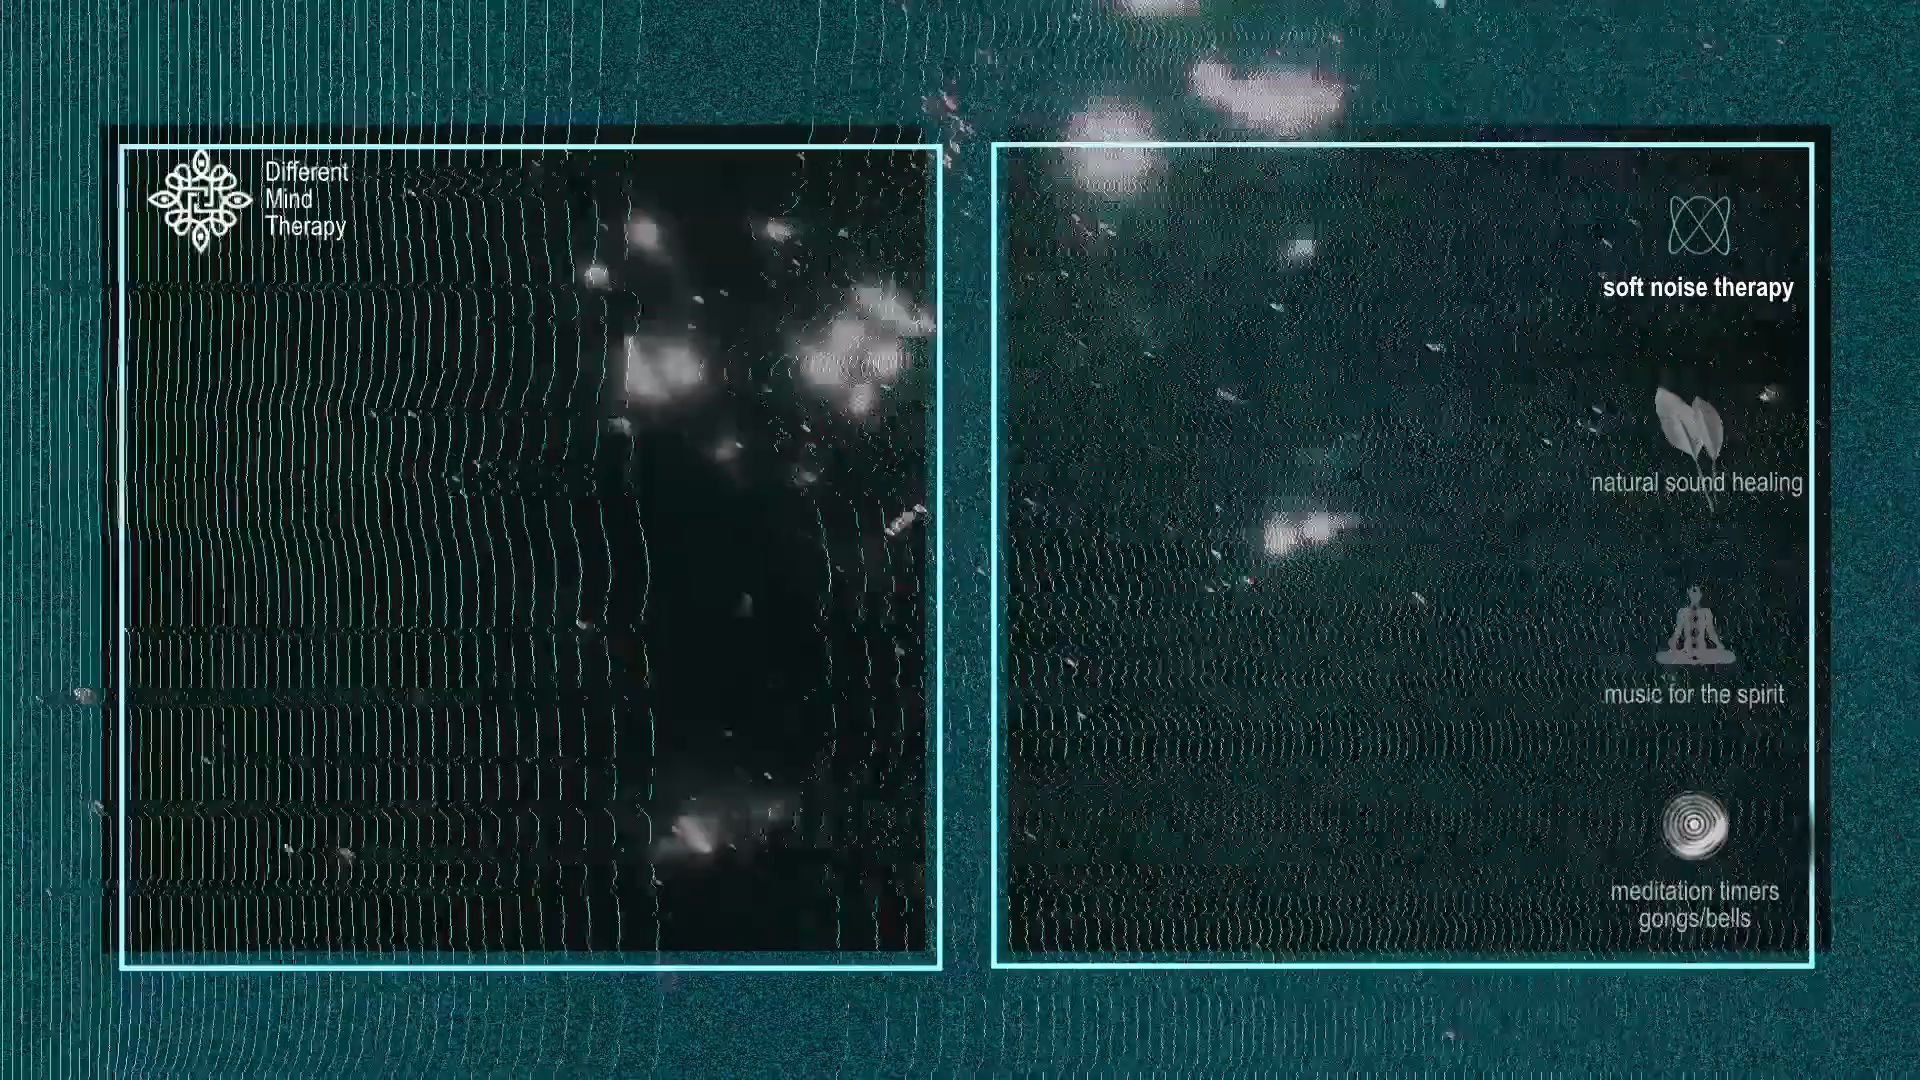 Different
Mind
Therapy
soft noise therapy
natural sound healing
music for the spirit
meditation timers
gongs/bells